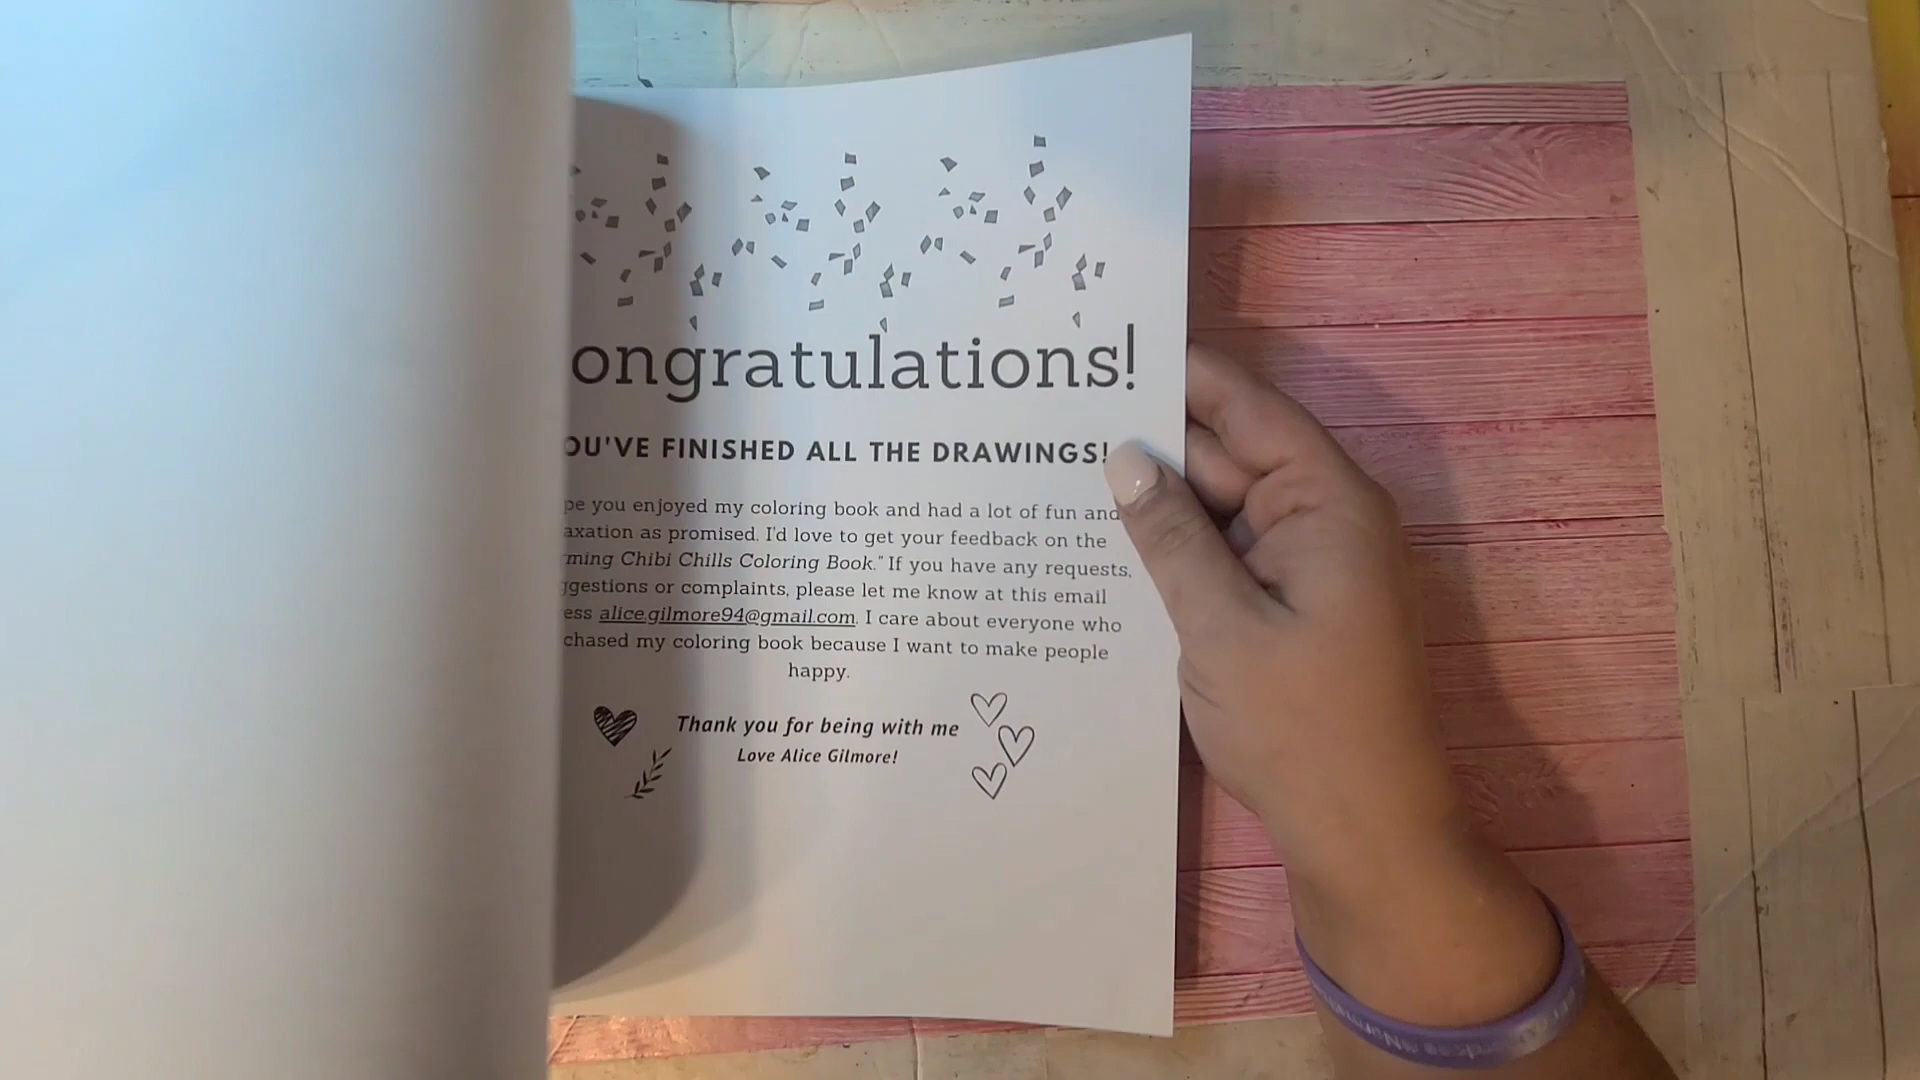 ongratulations!
OU'VE FINISHED ALL THE DRAWINGS!
pe you enjoyed my coloring book and had a lot of fun and
axation as promised. I'd love to get your feedback on the
ming Chibi Chills Coloring Book." If you have any requests,
ggestions or complaints, please let me know at this email
ess alice.gilmore94@gmail.com. I care about everyone who
chased my coloring book because I want to make people
happy.
Thank you for being with me
Love Alice Gilmore!